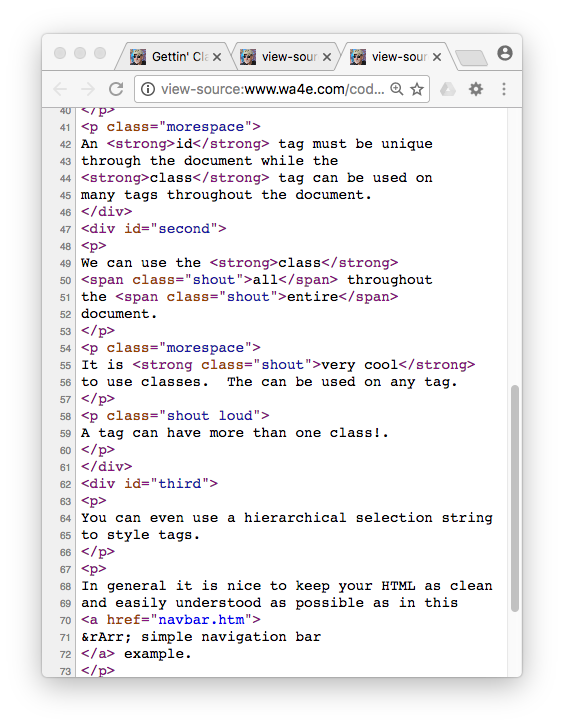 Gettin' Cla
view-sour
view-sour
view-source:www.wa4e.com/cod...
40 </p>
41 <p class="morespace">
42 An <strong>id</strong> tag must be unique
43 through the document while the
44 <strong>class</strong> tag can be used on
45 many tags throughout the document.
46 </div>
47 <div id="second">
48 <p>
49 We can use the <strong>class</strong>
50 <span class="shout">all</span> throughout
51 the <span class="shout">entire</span>
52 document.
53 </p>
54 <p class="morespace">
55 It is <strong class="shout">very cool</strong>
56 to use classes.  The can be used on any tag.
57 </p>
58 <p class="shout loud">
59 A tag can have more than one class!.
60 </p>
61 </div>
62 <div id="third">
63 <p>
64 You can even use a hierarchical selection string
65 to style tags.
66 </p>
67 <p>
68 In general it is nice to keep your HTML as clean
69 and easily understood as possible as in this
70 <a href="navbar.htm">
71 &rArr; simple navigation bar
72 </a> example.
73 </p>